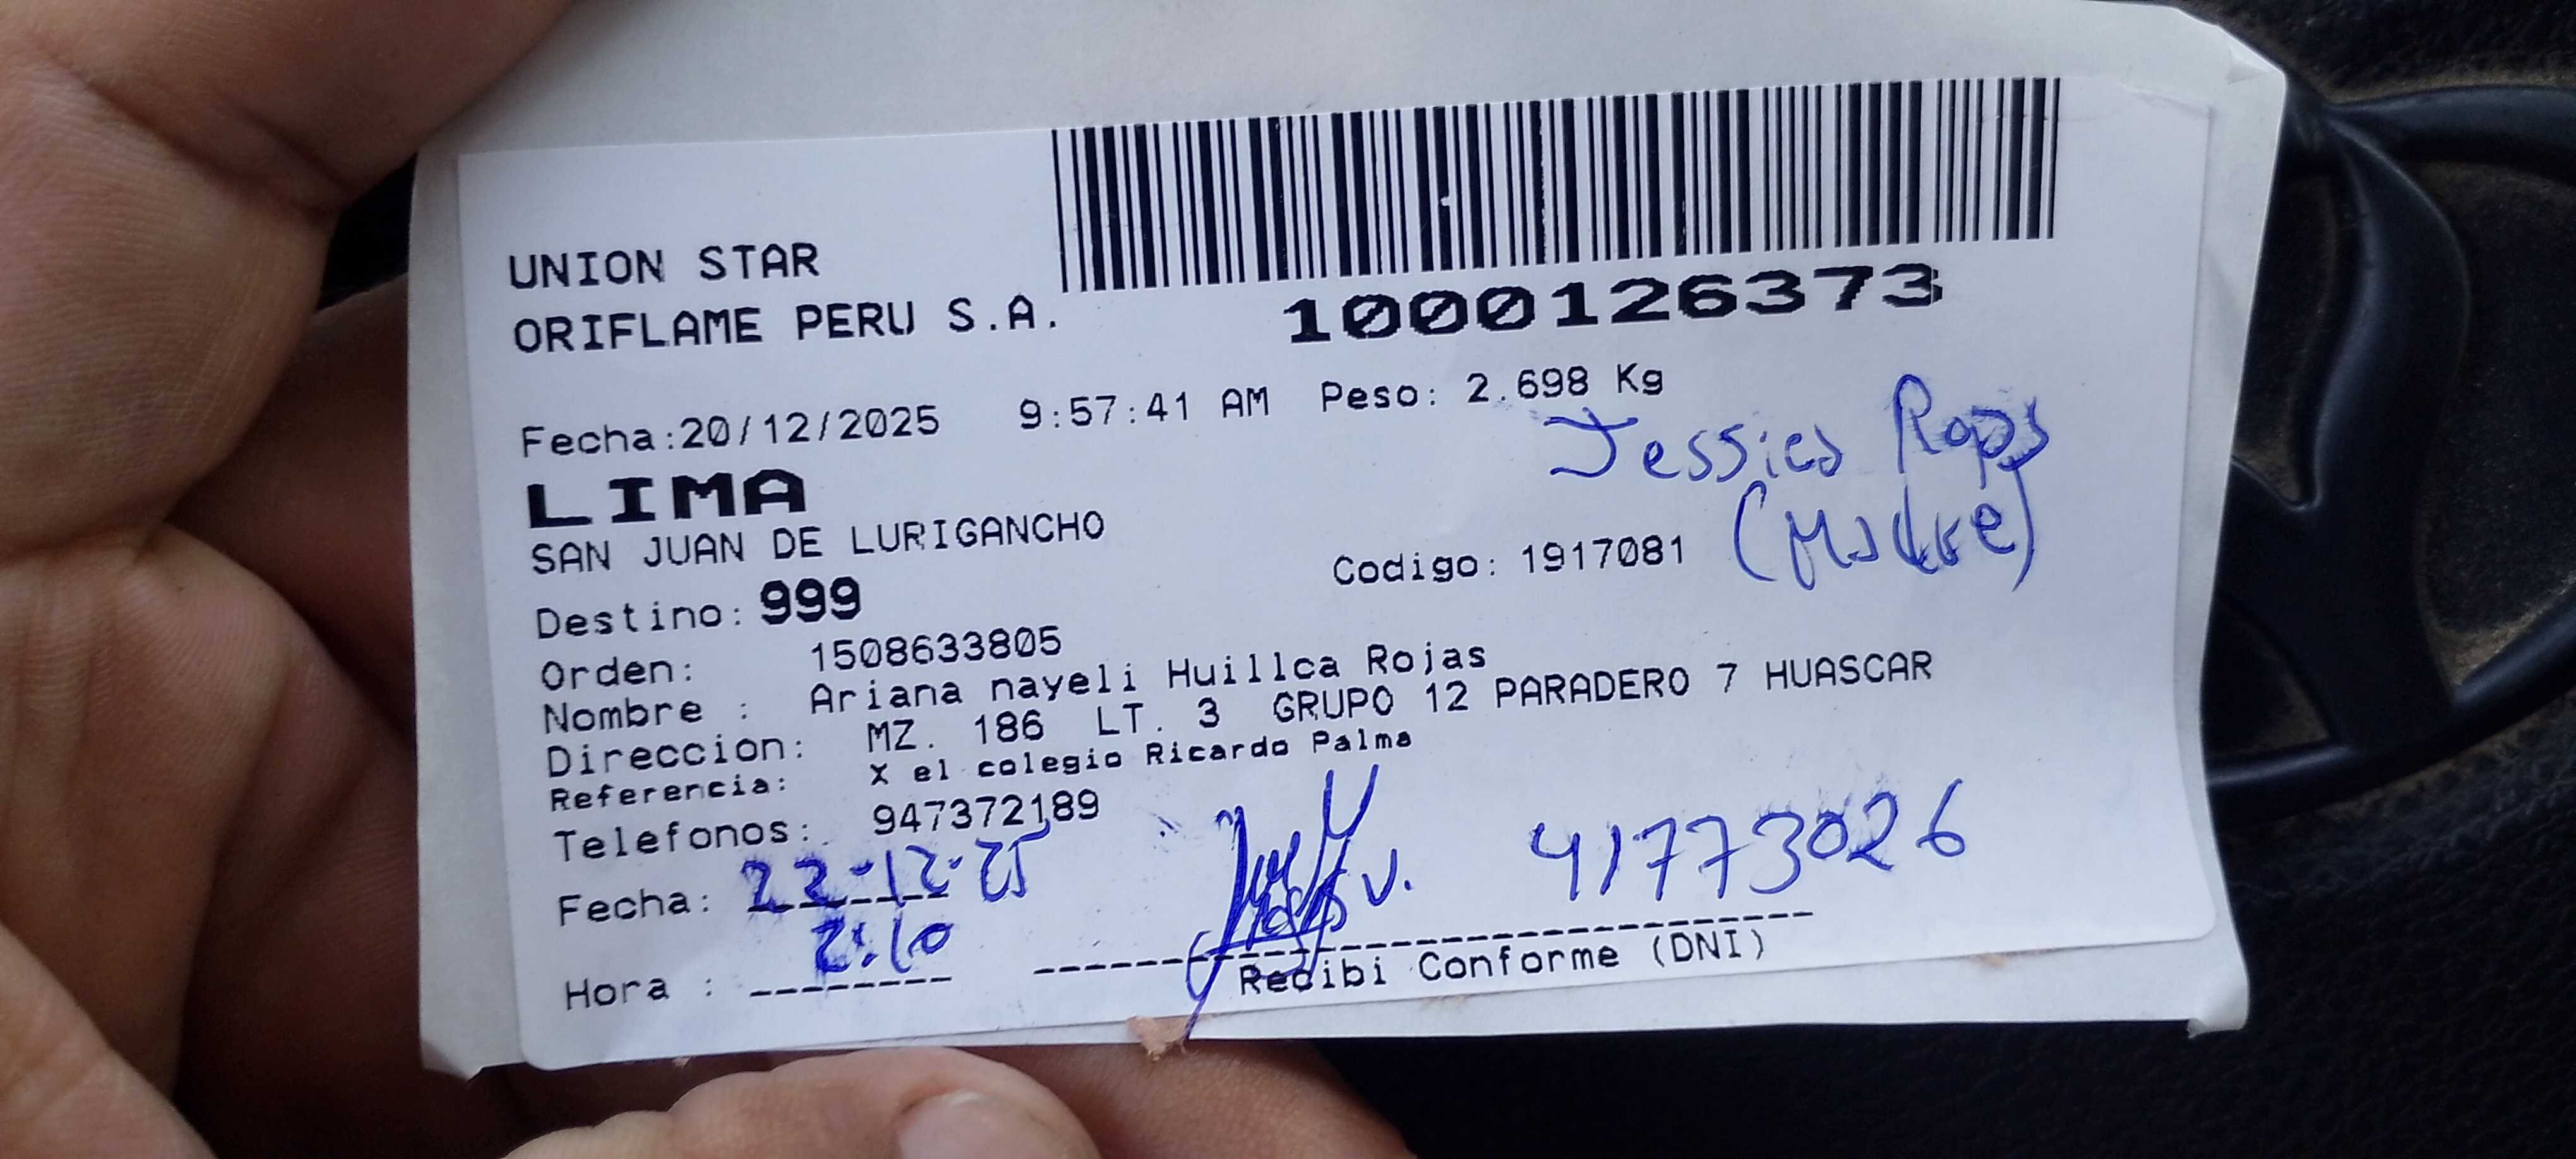 UNION STAR
ORIFLAME PERU S.A.
1000126373
Fecha:20/12/2025 9:57:41 AM Peso: 2.698 Kg
Jessica Rojas
LIMA
(Madre)
SAN JUAN DE LURIGANCHO
Codigo: 1917081
Destino: 999
Orden: 1508633805
Nombre : Ariana nayeli Huillca Rojas
Direccion: MZ. 186 LT. 3 GRUPO 12 PARADERO 7 HUASCAR
Referencia: X el colegio Ricardo Palma
Telefonos: 947372189
Fecha: 22-12-25
41773026
Hora : 2:10
Recibi Conforme (DNI)